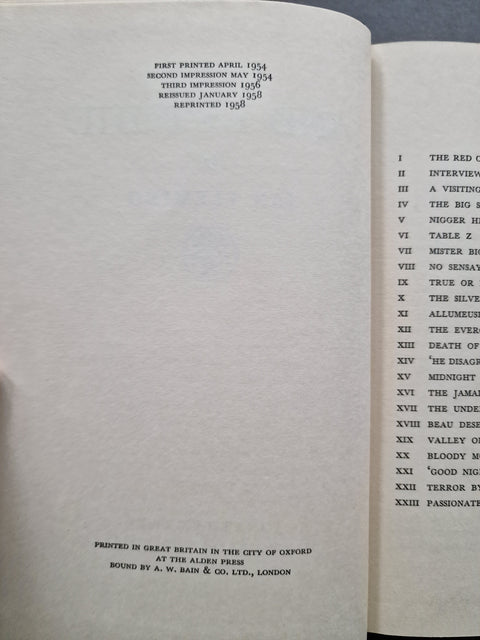 FIRST PRINTED APRIL 1954
SECOND IMPRESSION MAY 1954
THIRD IMPRESSION 1956
REISSUED JANUARY 1958
REPRINTED 1958
PRINTED IN GREAT BRITAIN IN THE CITY OF OXFORD
AT THE ALDEN PRESS
BOUND BY A. W. BAIN & CO. LTD., LONDON
I THE RED
II INTERVIEW
III A VISITING
IV THE BIG
V NIGGER
VI TABLE Z
VII MISTER
VIII NO
IX TRUE OR
X THE
XI
XII THE
XIII DEATH OF
XIV 'HE
XV MIDNIGHT
XVI THE
XVII THE
XVIII BEAU
XIX VALLEY
XX BLOODY
XXI 'GOOD
XXII TERROR BY
XXIII PASSIONATE